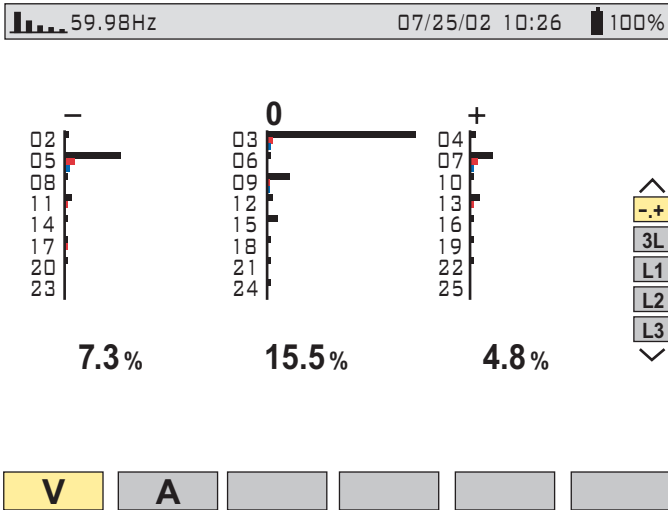 59.98Hz 07/25/02 10:26 100%
− 0 +
02 03 04
05 06 07
08 09 10
11 12 13
14 15 16
17 18 19
20 21 22
23 24 25
-.+
3L
L1
L2
L3
7.3 % 15.5 % 4.8 %
V A